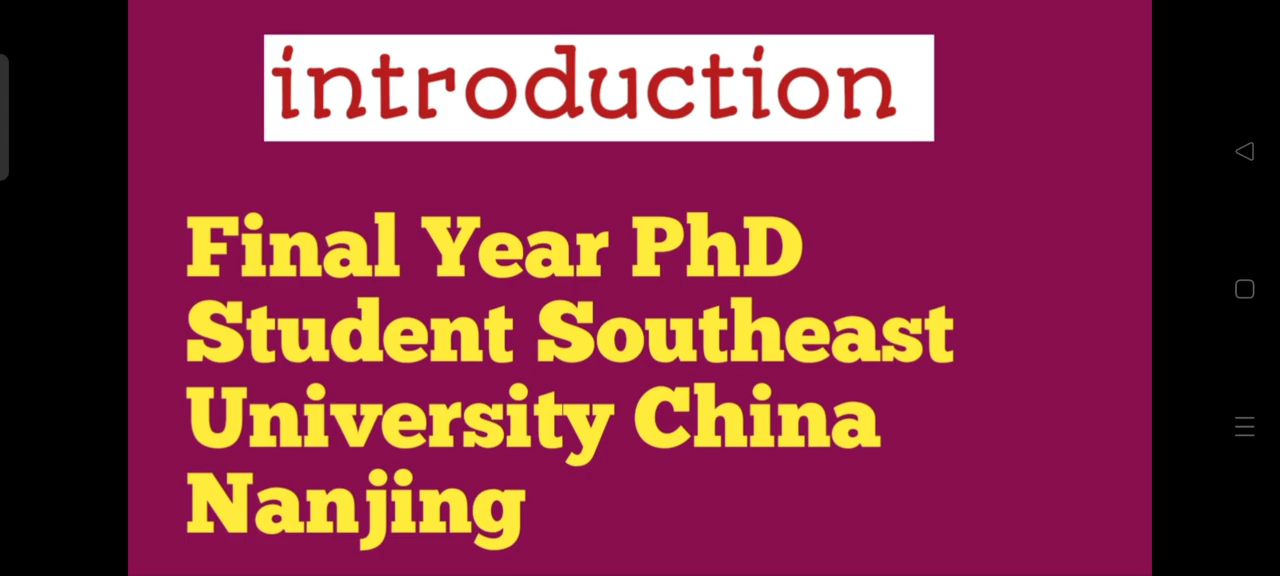 introduction
Final Year PhD
Student Southeast
University China
Nanjing